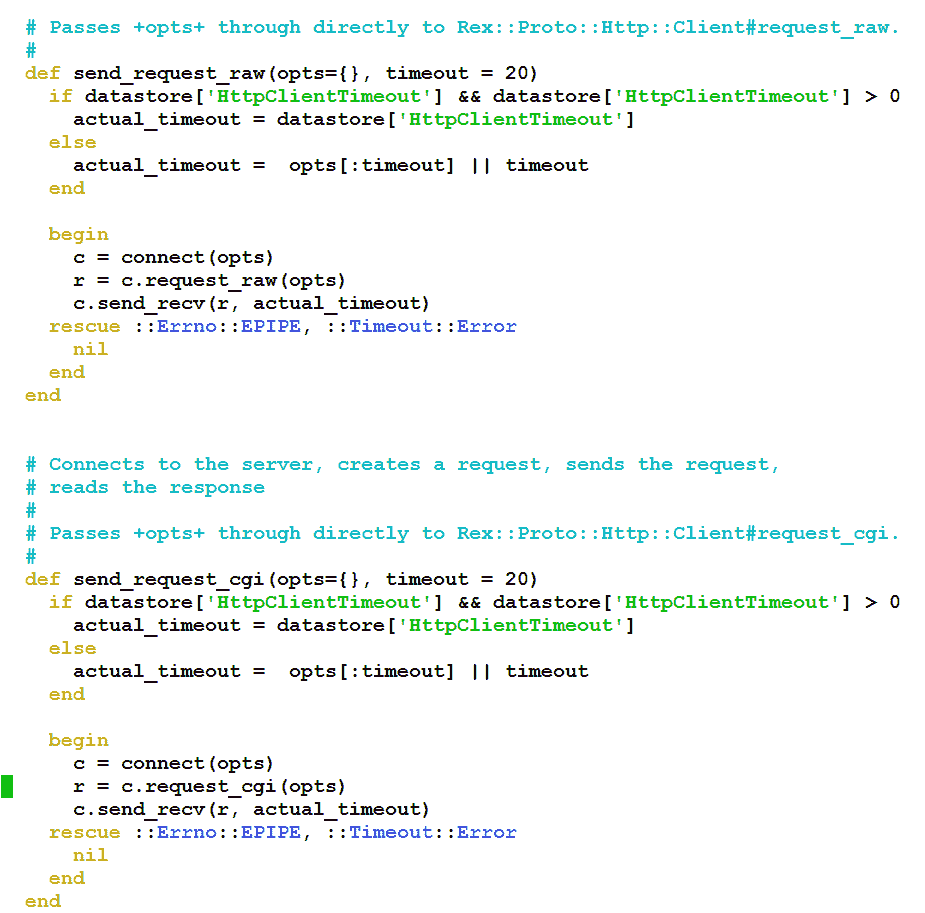 # Passes +opts+ through directly to Rex::Proto::Http::Client#request_raw.
#
def send_request_raw(opts={}, timeout = 20)
  if datastore['HttpClientTimeout'] && datastore['HttpClientTimeout'] > 0
    actual_timeout = datastore['HttpClientTimeout']
  else
    actual_timeout =  opts[:timeout] || timeout
  end

  begin
    c = connect(opts)
    r = c.request_raw(opts)
    c.send_recv(r, actual_timeout)
  rescue ::Errno::EPIPE, ::Timeout::Error
    nil
  end
end


# Connects to the server, creates a request, sends the request,
# reads the response
#
# Passes +opts+ through directly to Rex::Proto::Http::Client#request_cgi.
#
def send_request_cgi(opts={}, timeout = 20)
  if datastore['HttpClientTimeout'] && datastore['HttpClientTimeout'] > 0
    actual_timeout = datastore['HttpClientTimeout']
  else
    actual_timeout =  opts[:timeout] || timeout
  end

  begin
    c = connect(opts)
    r = c.request_cgi(opts)
    c.send_recv(r, actual_timeout)
  rescue ::Errno::EPIPE, ::Timeout::Error
    nil
  end
end